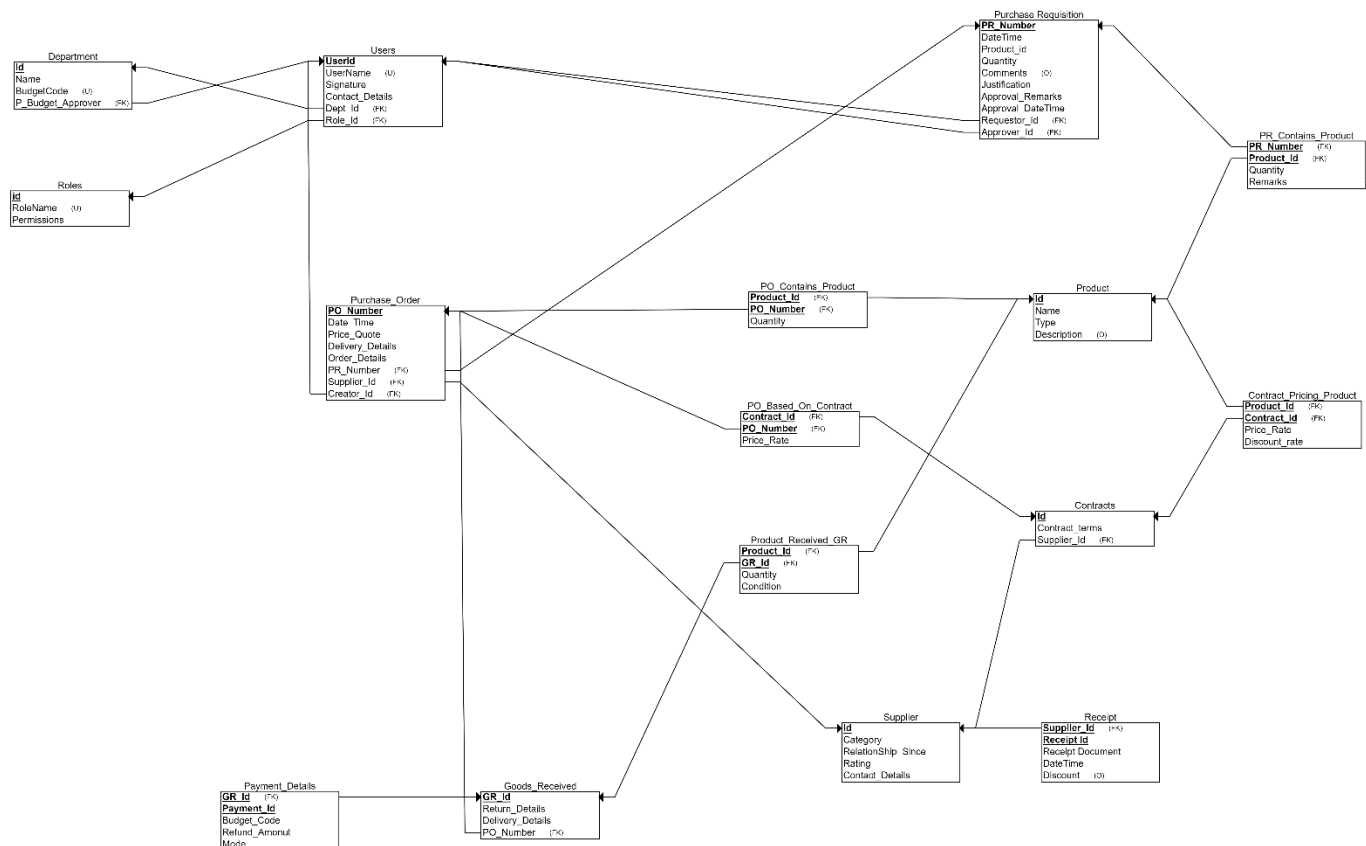 Purchase Requisition
PR_Number
DateTime
Product_id
Quantity
Comments (O)
Justification
Approval_Remarks
Approval_DateTime
Requestor_Id (FK)
Approver_Id (FK)
Department
Id
Name
BudgetCode (U)
P_Budget_Approver (FK)
Users
UserId
UserName (U)
Signature
Contact_Details
Dept_Id (FK)
Role_Id (FK)
PR_Contains_Product
PR_Number (FK)
Product_Id (FK)
Quantity
Remarks
Roles
id
RoleName (U)
Permissions
Purchase_Order
PO_Number
Date_Time
Price_Quote
Delivery_Details
Order_Details
PR_Number (FK)
Supplier_Id (FK)
Creator_Id (FK)
PO_Contains_Product
Product_Id (FK)
PO_Number (FK)
Quantity
Product
Id
Name
Type
Description (O)
PO_Based_On_Contract
Contract_Id (FK)
PO_Number (FK)
Price_Rate
Contract_Pricing_Product
Product_Id (FK)
Contract_Id (FK)
Price_Rate
Discount_rate
Contracts
Id
Contract_terms
Supplier_Id (FK)
Product_Received_GR
Product_Id (FK)
GR_Id (FK)
Quantity
Condition
Supplier
Id
Category
RelationShip_Since
Rating
Contact_Details
Receipt
Supplier_Id (FK)
Receipt Id
Receipt Document
DateTime
Discount (O)
Payment_Details
GR_Id (FK)
Payment_Id
Budget_Code
Refund_Amonut
Mode
Goods_Received
GR_Id
Return_Details
Delivery_Details
PO_Number (FK)